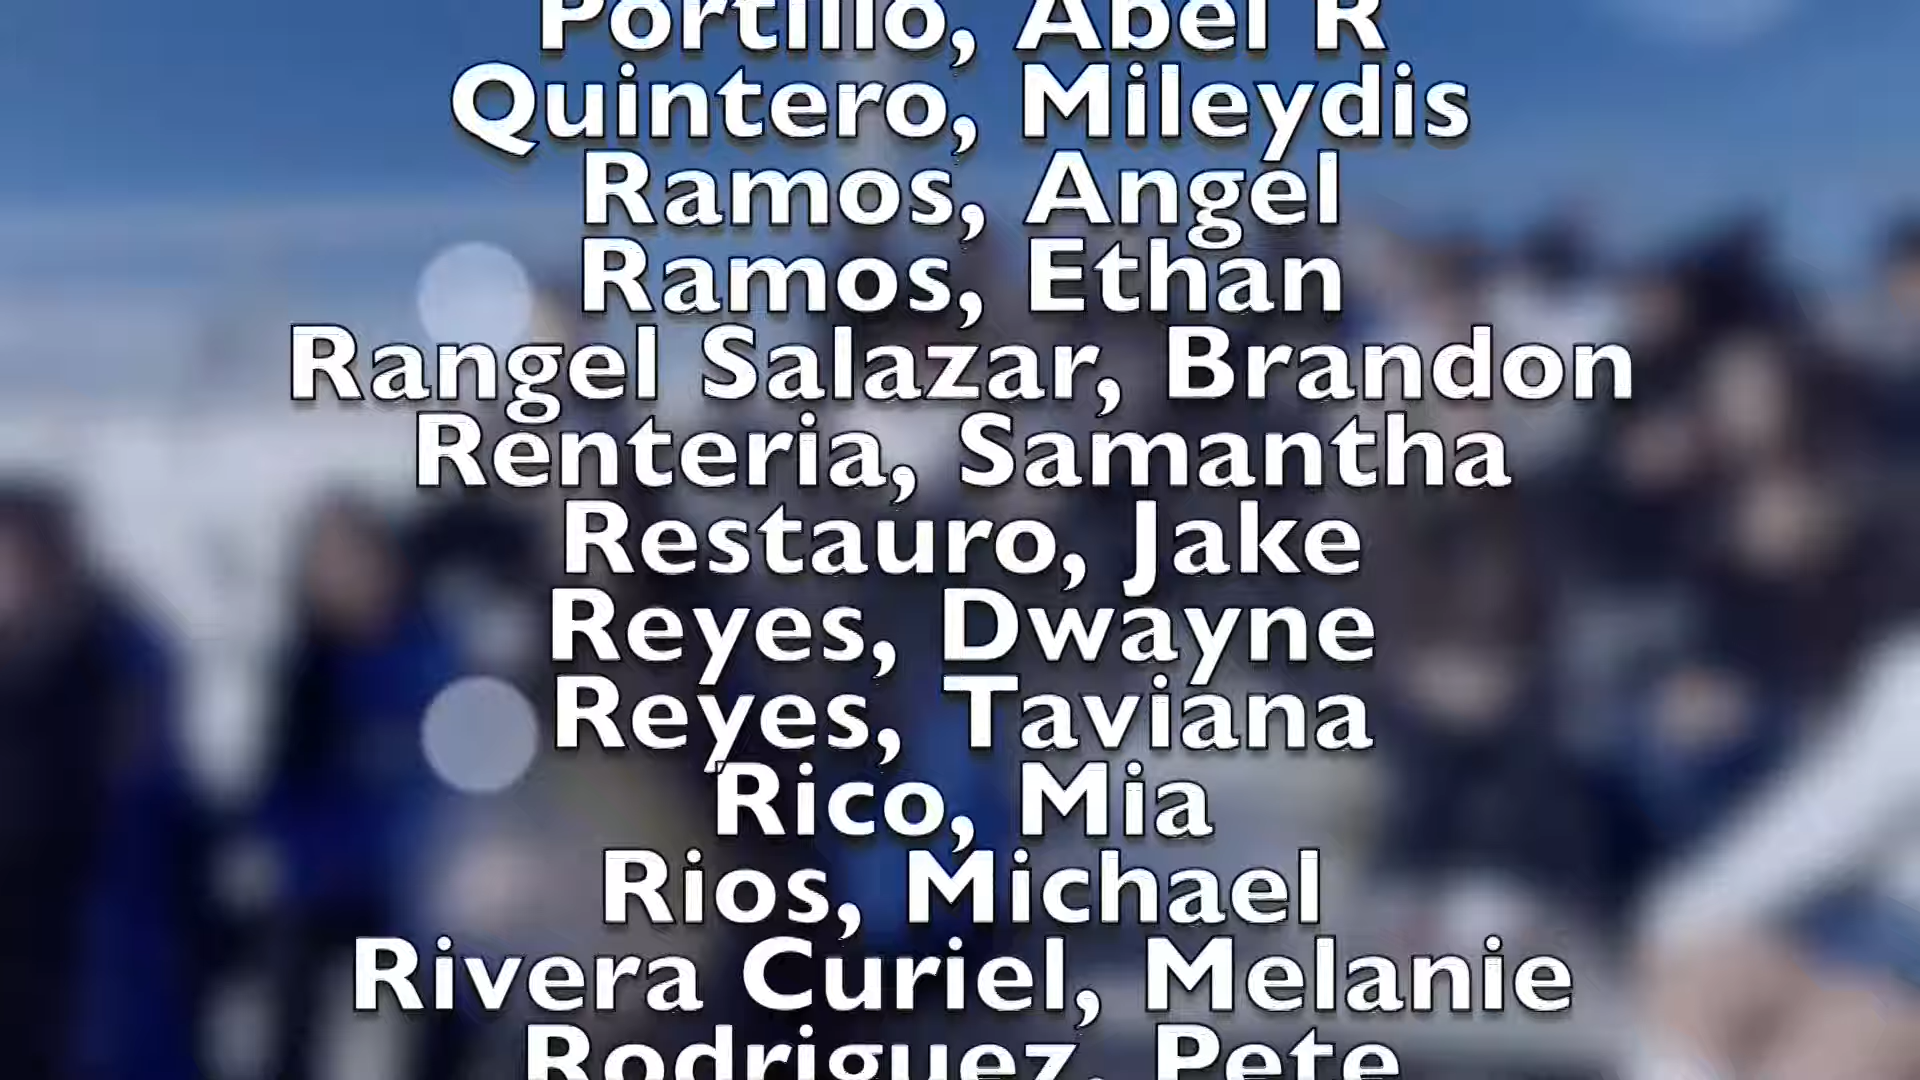 Portillo, Abel R
Quintero, Mileydis
Ramos, Angel
Ramos, Ethan
Rangel Salazar, Brandon
Renteria, Samantha
Restauro, Jake
Reyes, Dwayne
Reyes, Taviana
Rico, Mia
Rios, Michael
Rivera Curiel, Melanie
Rodriguez, Pete